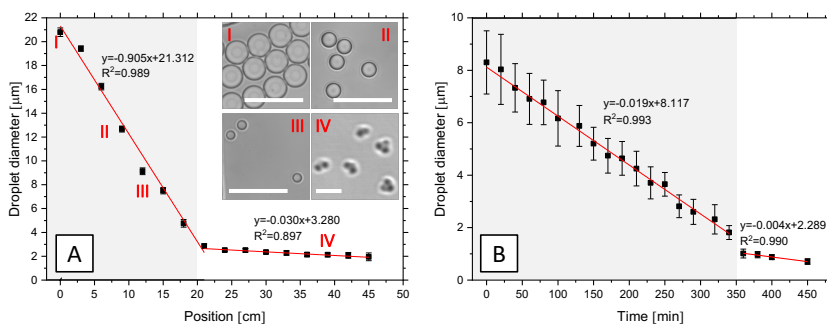 22
20
18
16
14
12
10
8
6
4
2
0
Droplet diameter [µm]
I
y=-0.905x+21.312
R²=0.989
II
III
I
II
III
IV
y=-0.030x+3.280
R²=0.897
IV
A
0 5 10 15 20 25 30 35 40 45 50
Position [cm]
10
8
6
4
2
0
Droplet diameter [µm]
y=-0.019x+8.117
R²=0.993
y=-0.004x+2.289
R²=0.990
B
0 50 100 150 200 250 300 350 400 450
Time [min]